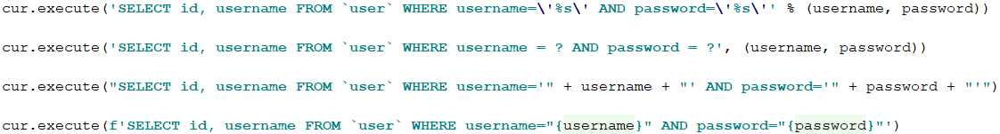 cur.execute('SELECT id, username FROM `user` WHERE username=\'%s\' AND password=\'%s\'' % (username, password))
cur.execute('SELECT id, username FROM `user` WHERE username = ? AND password = ?', (username, password))
cur.execute("SELECT id, username FROM `user` WHERE username='" + username + "' AND password='" + password + "'")
cur.execute(f'SELECT id, username FROM `user` WHERE username="{username}" AND password="{password}"')